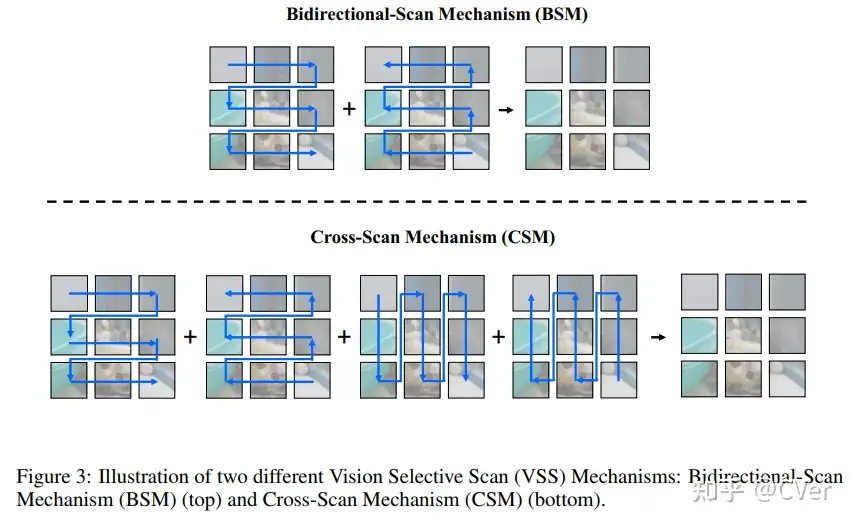 Bidirectional-Scan Mechanism (BSM)
+
Cross-Scan Mechanism (CSM)
+ + +
Figure 3: Illustration of two different Vision Selective Scan (VSS) Mechanisms: Bidirectional-Scan
Mechanism (BSM) (top) and Cross-Scan Mechanism (CSM) (bottom).
知乎 @CVer